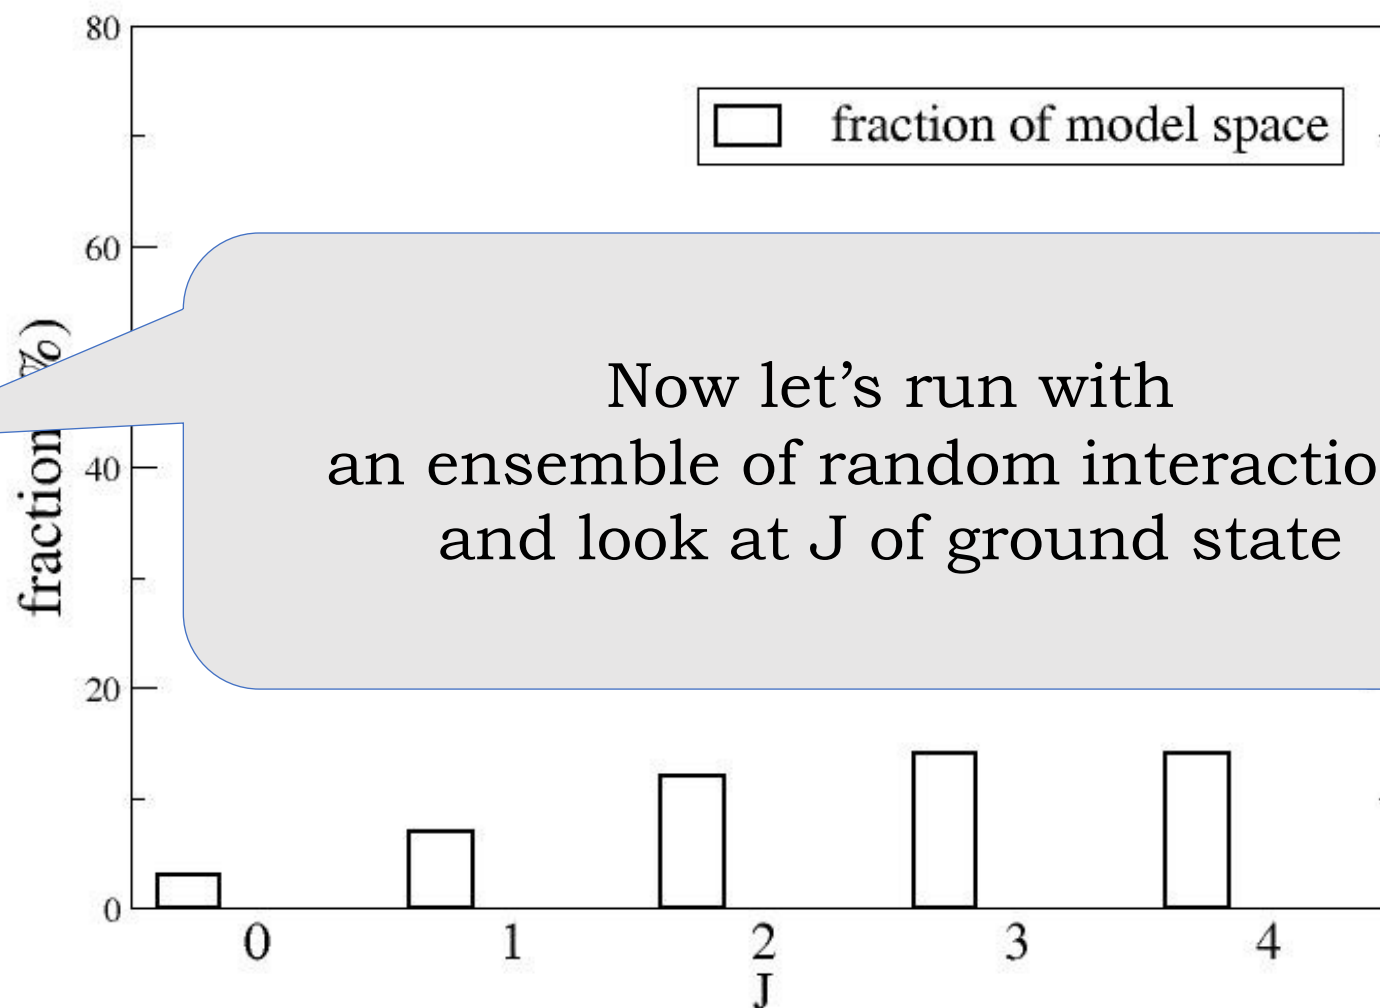 80
fraction of model space
60
%)
Now let’s run with
an ensemble of random interactio
and look at J of ground state
fraction
40
20
0
0 1 2 3 4
J